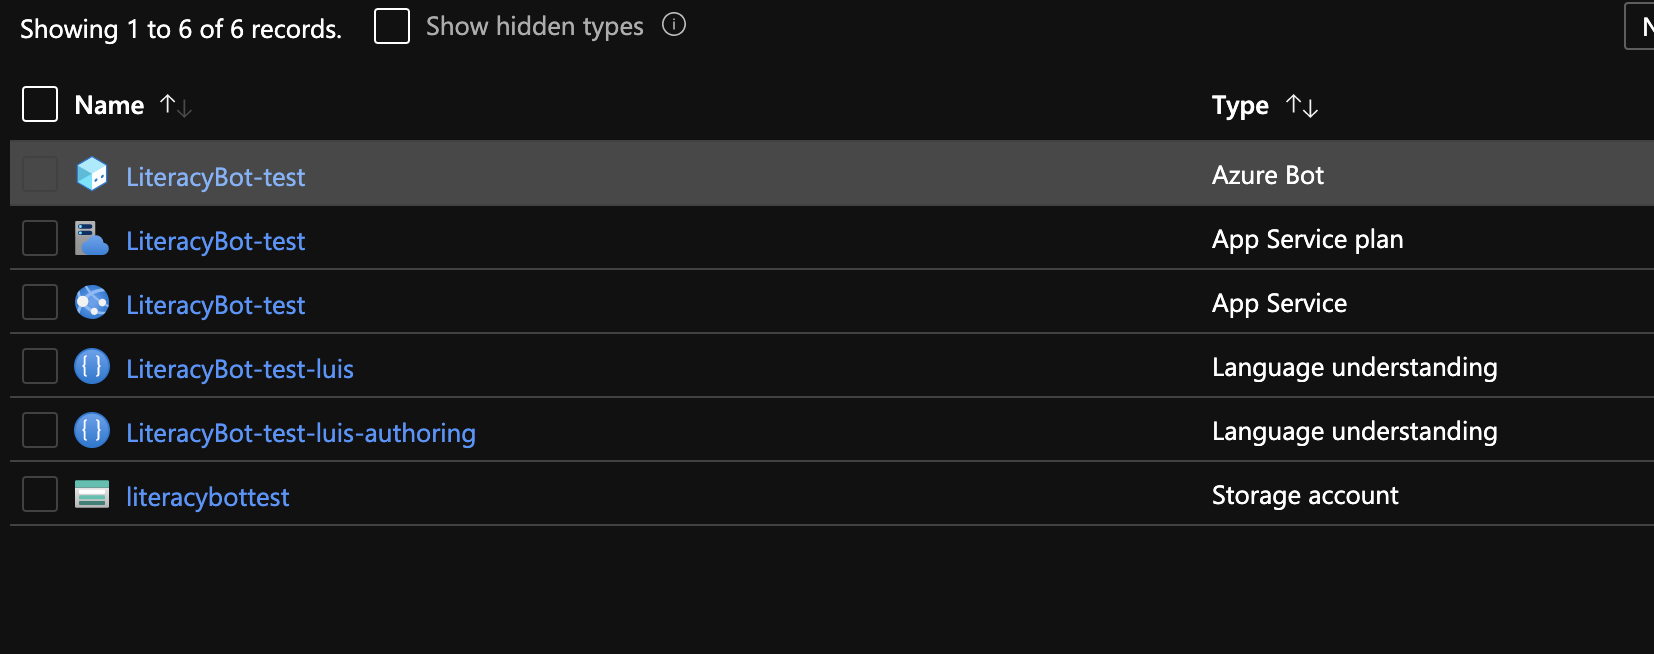 Showing 1 to 6 of 6 records. Show hidden types
Name Type
LiteracyBot-test Azure Bot
LiteracyBot-test App Service plan
LiteracyBot-test App Service
LiteracyBot-test-luis Language understanding
LiteracyBot-test-luis-authoring Language understanding
literacybottest Storage account